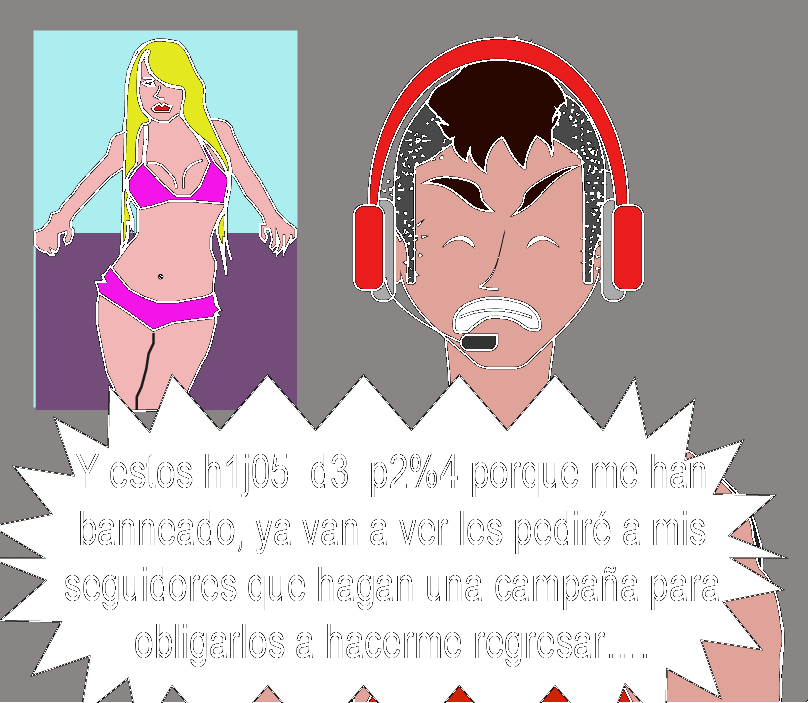 Y estos h1j05 d3 p2%4 porque me han
banneado, ya van a ver les pediré a mis
seguidores que hagan una campaña para
obligarlos a hacerme regresar....